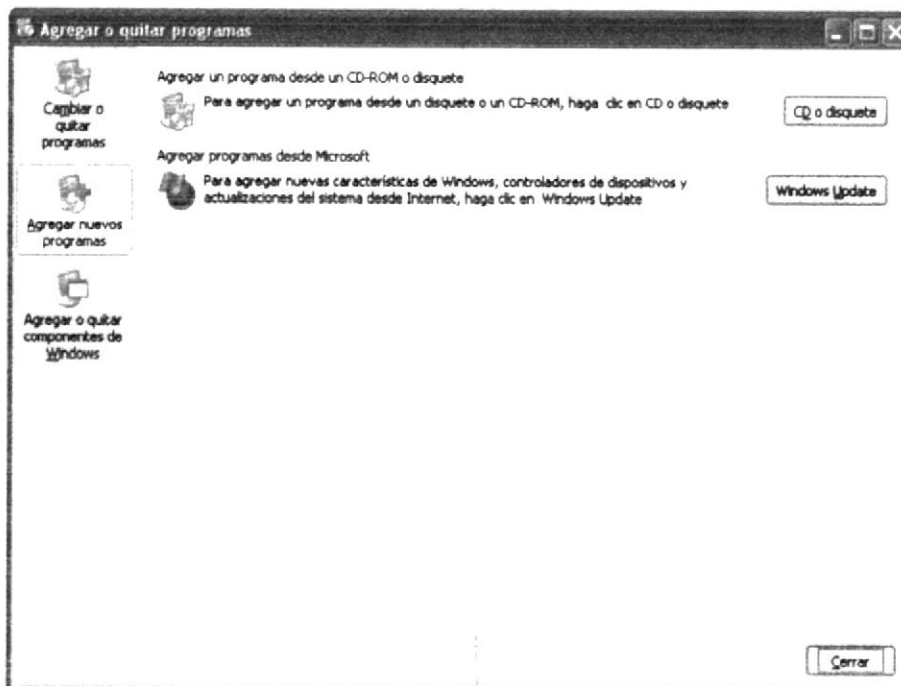 Agregar o quitar programas
Cambiar o
quitar
programas
Agregar nuevos
programas
Agregar o quitar
componentes de
Windows
Agregar un programa desde un CD-ROM o disquete
Para agregar un programa desde un disquete o un CD-ROM, haga clic en CD o disquete
CD o disquete
Agregar programas desde Microsoft
Para agregar nuevas características de Windows, controladores de dispositivos y
actualizaciones del sistema desde Internet, haga clic en Windows Update
Windows Update
Cerrar